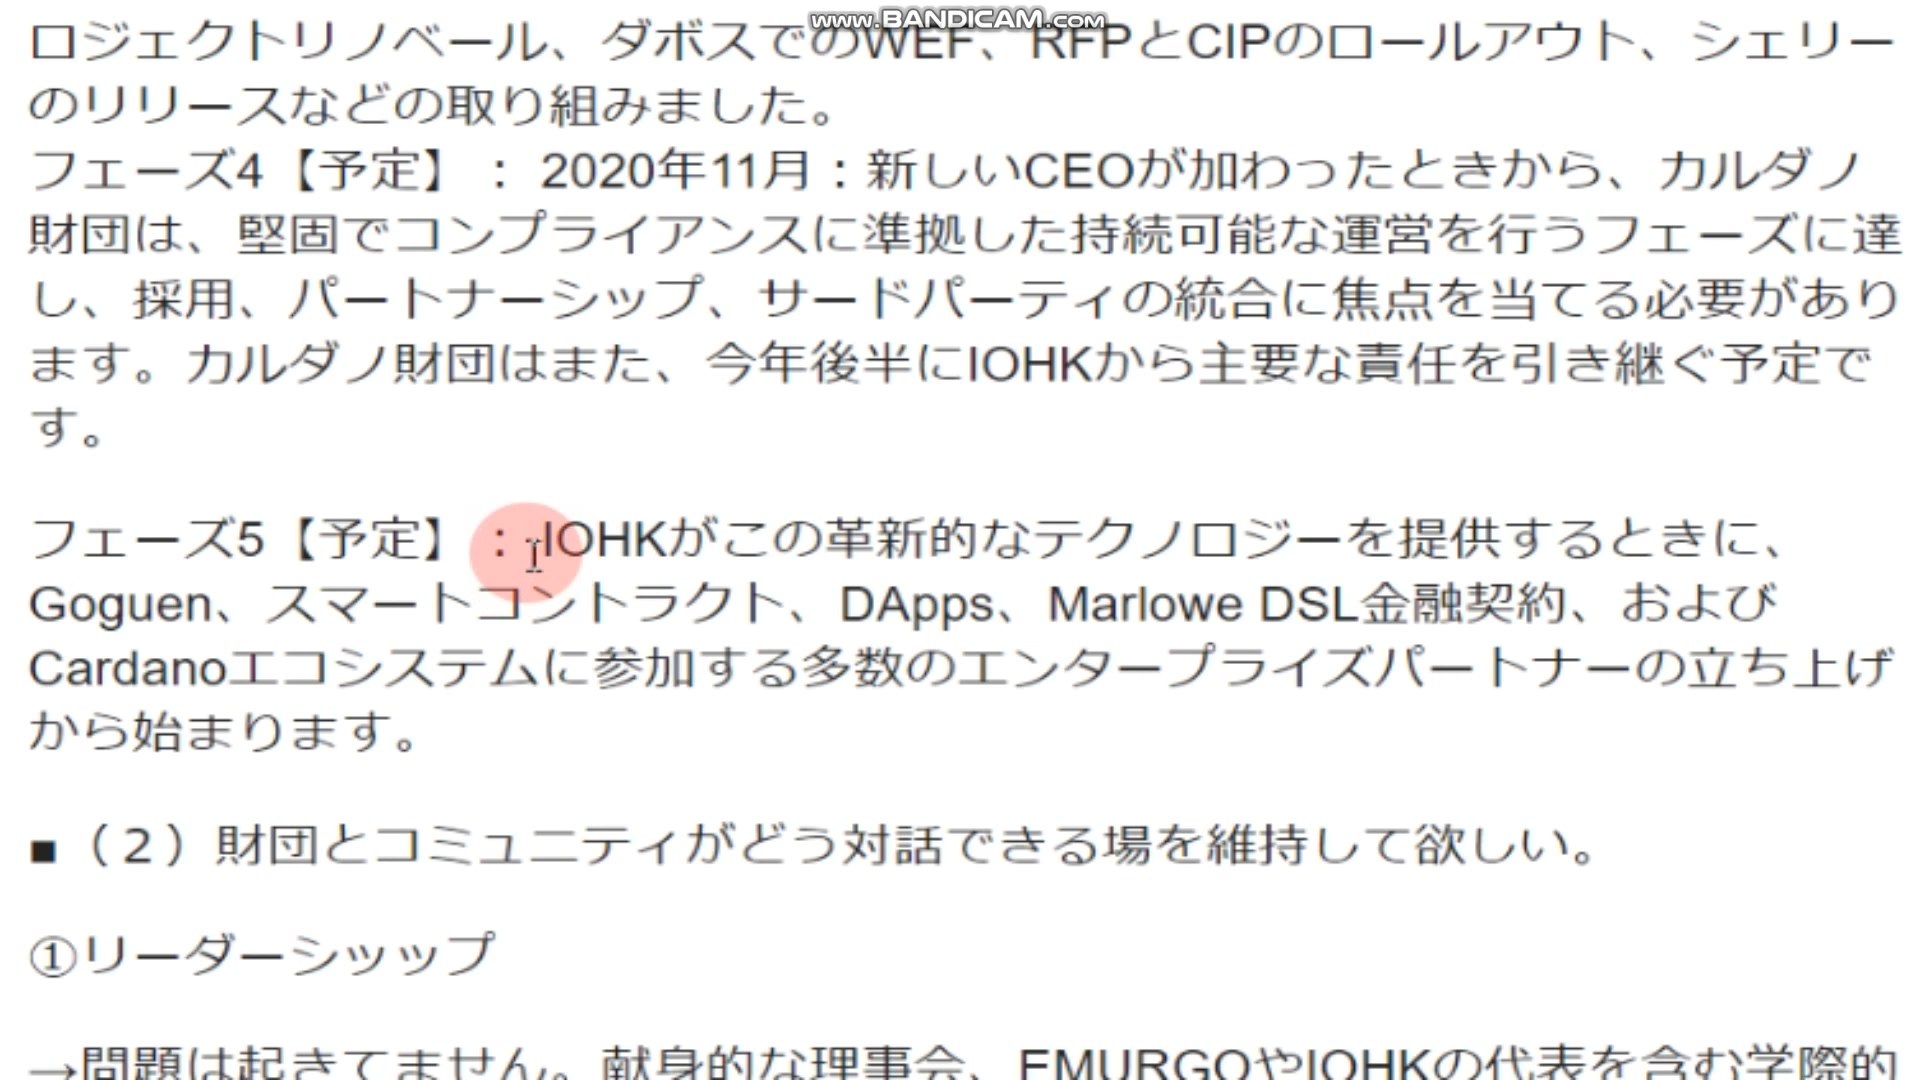 www.BANDICAM.com
ロジェクトリノベール、ダボスでのWEF、RFPとCIPのロールアウト、シェリー
のリリースなどの取り組みました。
フェーズ4【予定】 ： 2020年11月：新しいCEOが加わったときから、カルダノ
財団は、堅固でコンプライアンスに準拠した持続可能な運営を行うフェーズに達
し、採用、パートナーシップ、サードパーティの統合に焦点を当てる必要があり
ます。カルダノ財団はまた、今年後半にIOHKから主要な責任を引き継ぐ予定で
す。
フェーズ5【予定】 ： IOHKがこの革新的なテクノロジーを提供するときに、
Goguen、スマートコントラクト、DApps、Marlowe DSL金融契約、および
Cardanoエコシステムに参加する多数のエンタープライズパートナーの立ち上げ
から始まります。
■（２）財団とコミュニティがどう対話できる場を維持して欲しい。
①リーダーシッップ
→問題は起きてません。献身的な理事会、EMURGOやIOHKの代表を含む学際的